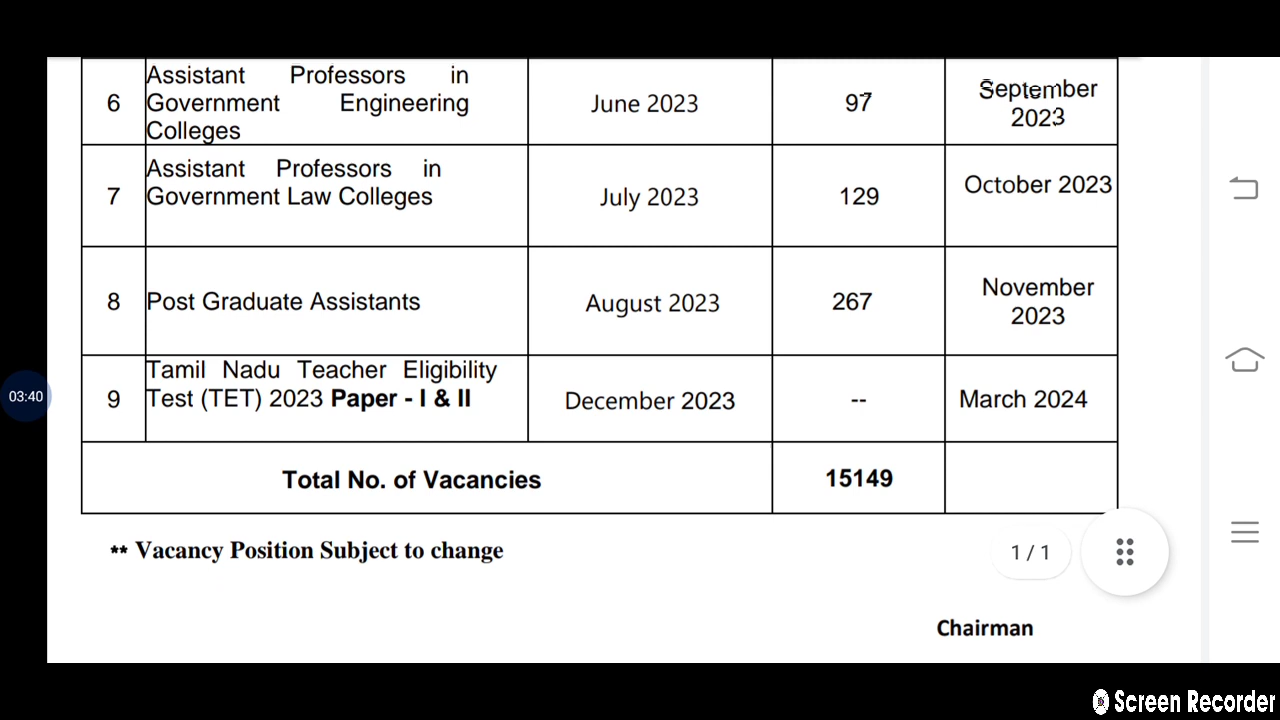 6
Assistant Professors in
Government Engineering
Colleges
June 2023
97
September
2023
7
Assistant Professors in
Government Law Colleges
July 2023
129
October 2023
8
Post Graduate Assistants
August 2023
267
November
2023
9
Tamil Nadu Teacher Eligibility
Test (TET) 2023 Paper - I & II
December 2023
--
March 2024
Total No. of Vacancies
15149
** Vacancy Position Subject to change
1 / 1
Chairman
03:40
Screen Recorder